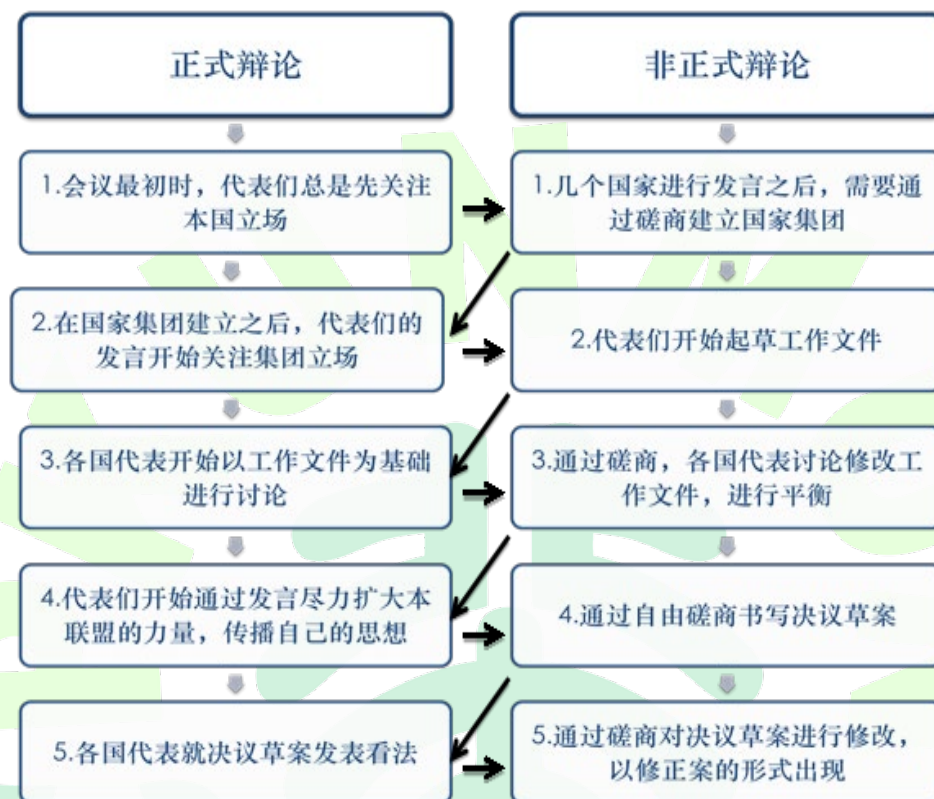 正式辩论
非正式辩论
1.会议最初时，代表们总是先关注
本国立场
1.几个国家进行发言之后，需要通
过磋商建立国家集团
2.在国家集团建立之后，代表们的
发言开始关注集团立场
2.代表们开始起草工作文件
3.各国代表开始以工作文件为基础
进行讨论
3.通过磋商，各国代表讨论修改工
作文件，进行平衡
4.代表们开始通过发言尽力扩大本
联盟的力量，传播自己的思想
4.通过自由磋商书写决议草案
5.各国代表就决议草案发表看法
5.通过磋商对决议草案进行修改，
以修正案的形式出现